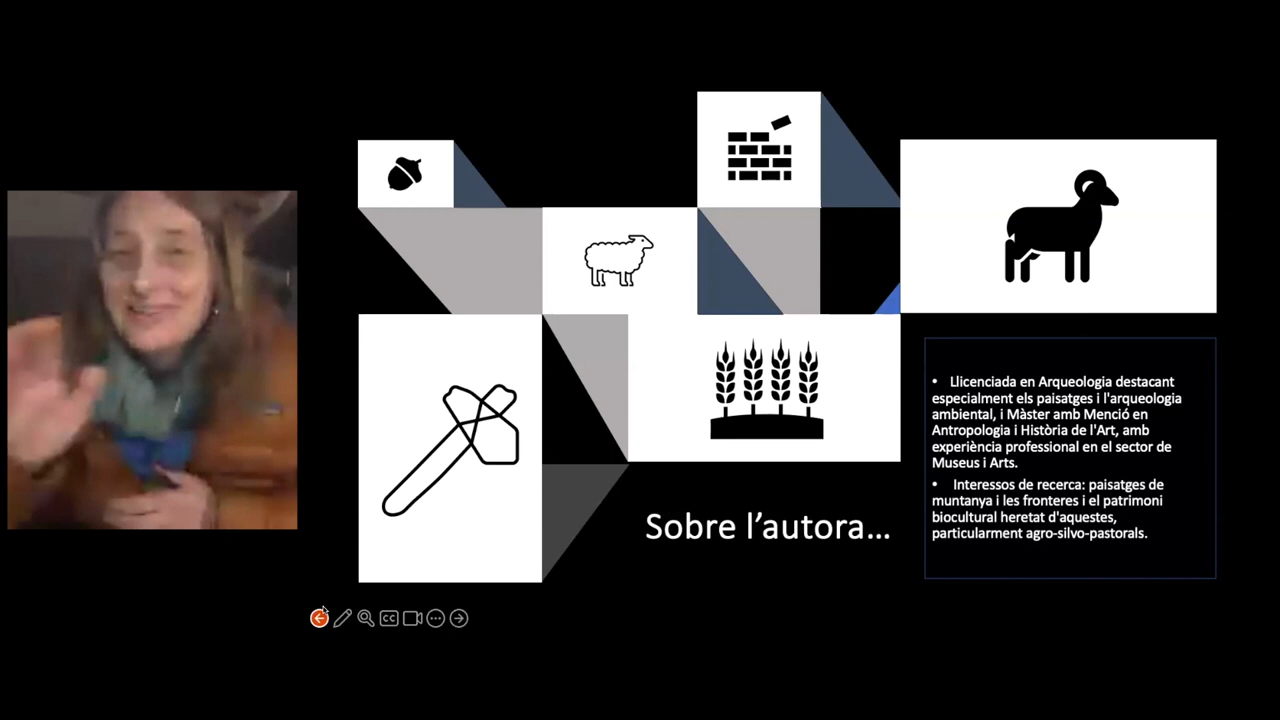 Sobre l’autora...
• Llicenciada en Arqueologia destacant
especialment els paisatges i l'arqueologia
ambiental, i Màster amb Menció en
Antropologia i Història de l'Art, amb
experiència professional en el sector de
Museus i Arts.
• Interessos de recerca: paisatges de
muntanya i les fronteres i el patrimoni
biocultural heretat d'aquestes,
particularment agro-silvo-pastorals.
CC